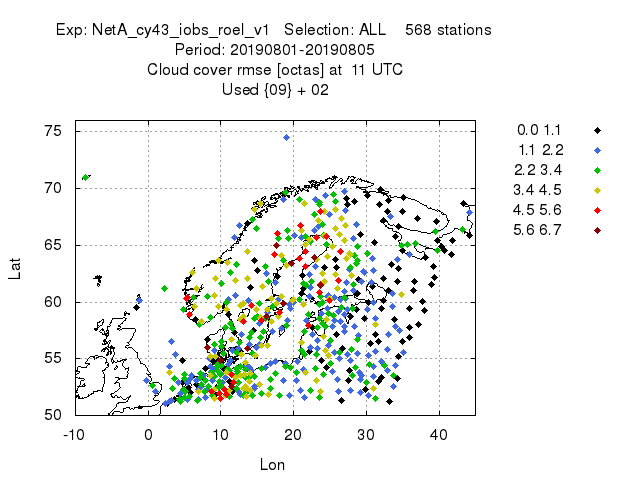 Exp: NetA_cy43_iobs_roel_v1 Selection: ALL 568 stations
Period: 20190801-20190805
Cloud cover rmse [octas] at 11 UTC
Used {09} + 02
0.0 1.1
1.1 2.2
2.2 3.4
3.4 4.5
4.5 5.6
5.6 6.7
75
70
65
60
55
50
Lat
-10 0 10 20 30 40
Lon